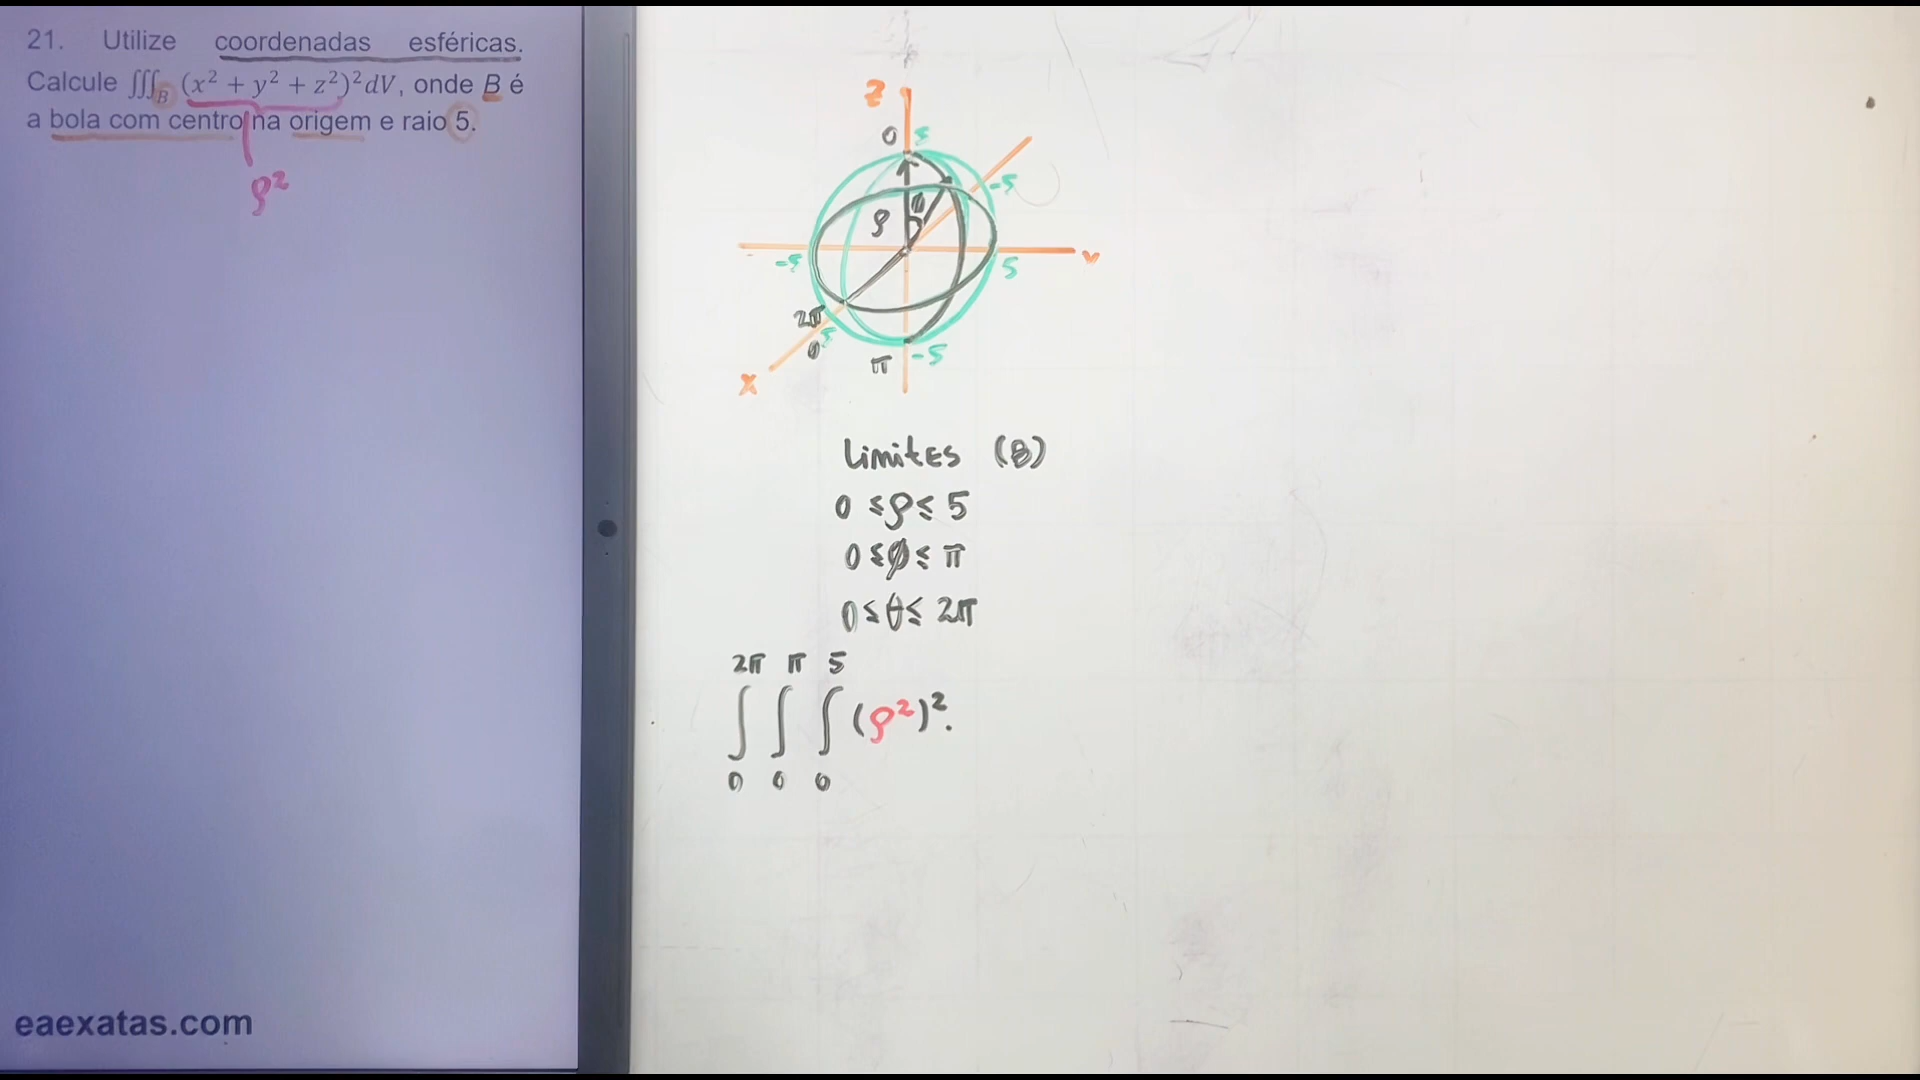 21. Utilize coordenadas esféricas.
Calcule ∭_B (x² + y² + z²)² dV, onde B é
a bola com centro na origem e raio 5.
ρ²
eaexatas.com
z
0 5
-5
ϕ
ρ
-5 5 y
2π
5
0
π -5
x
Limites (B)
0 ≤ ρ ≤ 5
0 ≤ ϕ ≤ π
0 ≤ θ ≤ 2π
2π π 5
∫ ∫ ∫ (ρ²)².
0 0 0